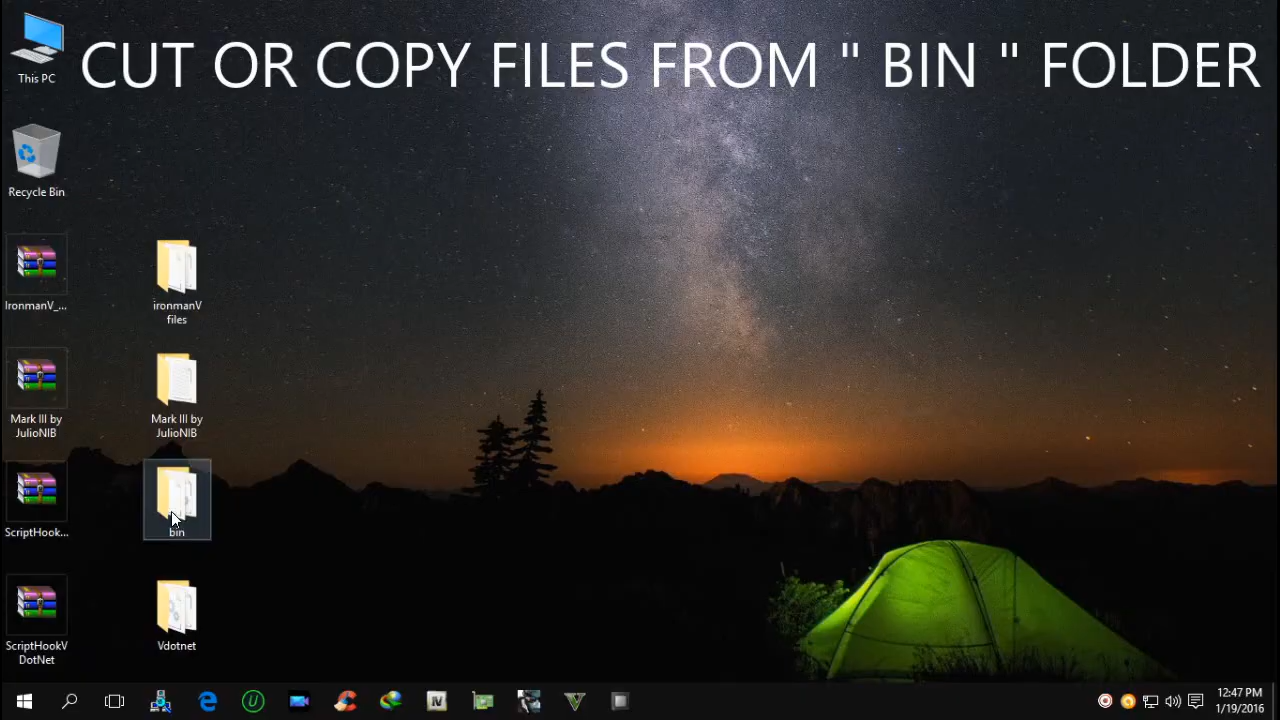 CUT OR COPY FILES FROM " BIN " FOLDER
This PC
Recycle Bin
IronmanV_...
ironmanV
files
Mark III by
JulioNIB
Mark III by
JulioNIB
ScriptHook...
bin
ScriptHookV
DotNet
Vdotnet
12:47 PM
1/19/2016